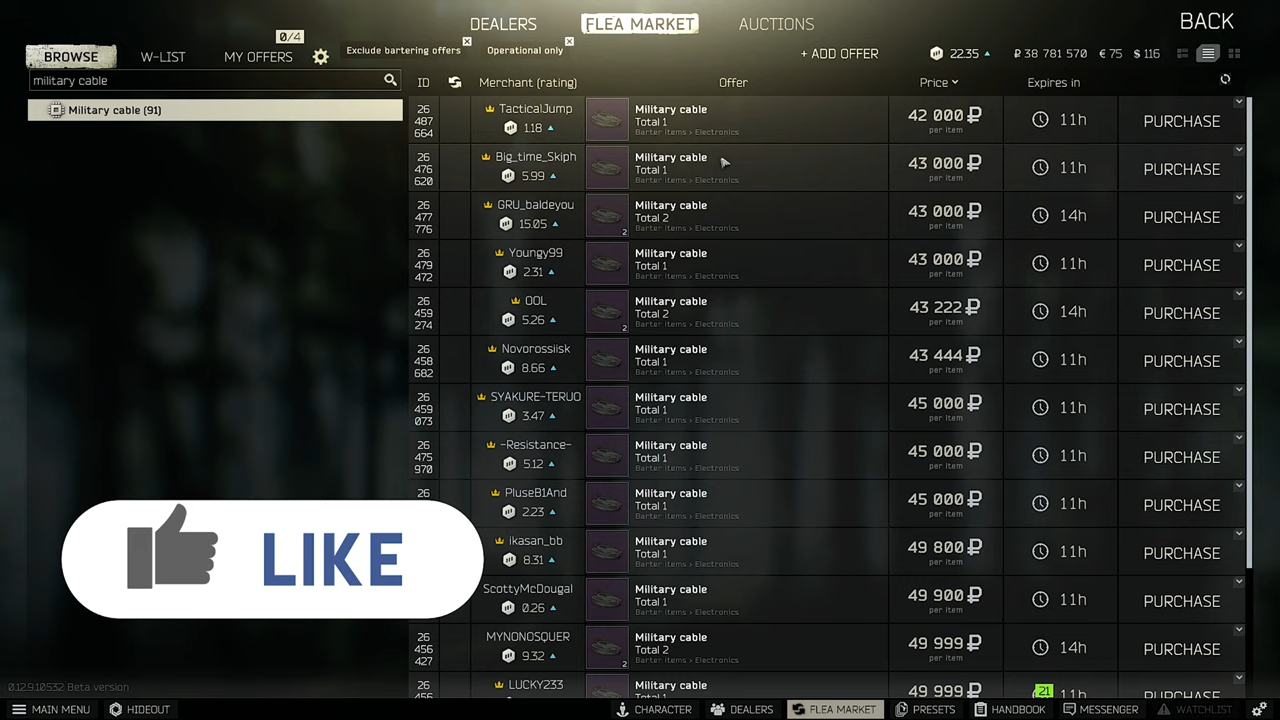 DEALERS FLEA MARKET AUCTIONS BACK
0/4
BROWSE W-LIST MY OFFERS Exclude bartering offers Operational only + ADD OFFER 22.35 ₽ 38 781 570 € 75 $ 116
military cable ID Merchant (rating) Offer Price Expires in
Military cable (91)
26 487 664 TacticalJump 1.18 Military cable Total 1 Barter items > Electronics 42 000 ₽ per item 11h PURCHASE
26 476 620 Big_time_Skiph 5.99 Military cable Total 1 Barter items > Electronics 43 000 ₽ per item 11h PURCHASE
26 477 776 GRU_baldeyou 15.05 2 Military cable Total 2 Barter items > Electronics 43 000 ₽ per item 14h PURCHASE
26 479 472 Youngy99 2.31 Military cable Total 1 Barter items > Electronics 43 000 ₽ per item 11h PURCHASE
26 459 274 OOL 5.26 2 Military cable Total 2 Barter items > Electronics 43 222 ₽ per item 14h PURCHASE
26 458 682 Novorossiisk 8.66 Military cable Total 1 Barter items > Electronics 43 444 ₽ per item 11h PURCHASE
26 459 073 SYAKURE-TERUO 3.47 Military cable Total 1 Barter items > Electronics 45 000 ₽ per item 11h PURCHASE
26 475 970 -Resistance- 5.12 Military cable Total 1 Barter items > Electronics 45 000 ₽ per item 11h PURCHASE
26 PluseB1And 2.23 Military cable Total 1 Barter items > Electronics 45 000 ₽ per item 11h PURCHASE
ikasan_bb 8.31 Military cable Total 1 Barter items > Electronics 49 800 ₽ per item 11h PURCHASE
LIKE
ScottyMcDougal 0.26 Military cable Total 1 Barter items > Electronics 49 900 ₽ per item 11h PURCHASE
26 456 427 MYNONOSQUER 9.32 2 Military cable Total 2 Barter items > Electronics 49 999 ₽ per item 14h PURCHASE
26 LUCKY233 Military cable Total 1 49 999 ₽ 11h PURCHASE
0.12.9.10532 Beta version
21
MAIN MENU HIDEOUT CHARACTER DEALERS FLEA MARKET PRESETS HANDBOOK MESSENGER WATCHLIST